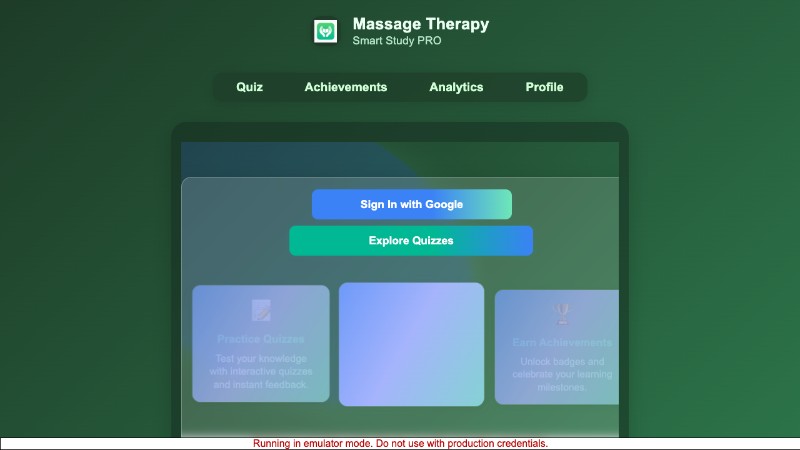 Massage Therapy
Smart Study PRO
Quiz
Achievements
Analytics
Profile
Sign In with Google
Explore Quizzes
Practice Quizzes
Test your knowledge
with interactive quizzes
and instant feedback.
Earn Achievements
Unlock badges and
celebrate your learning
milestones.
Running in emulator mode. Do not use with production credentials.